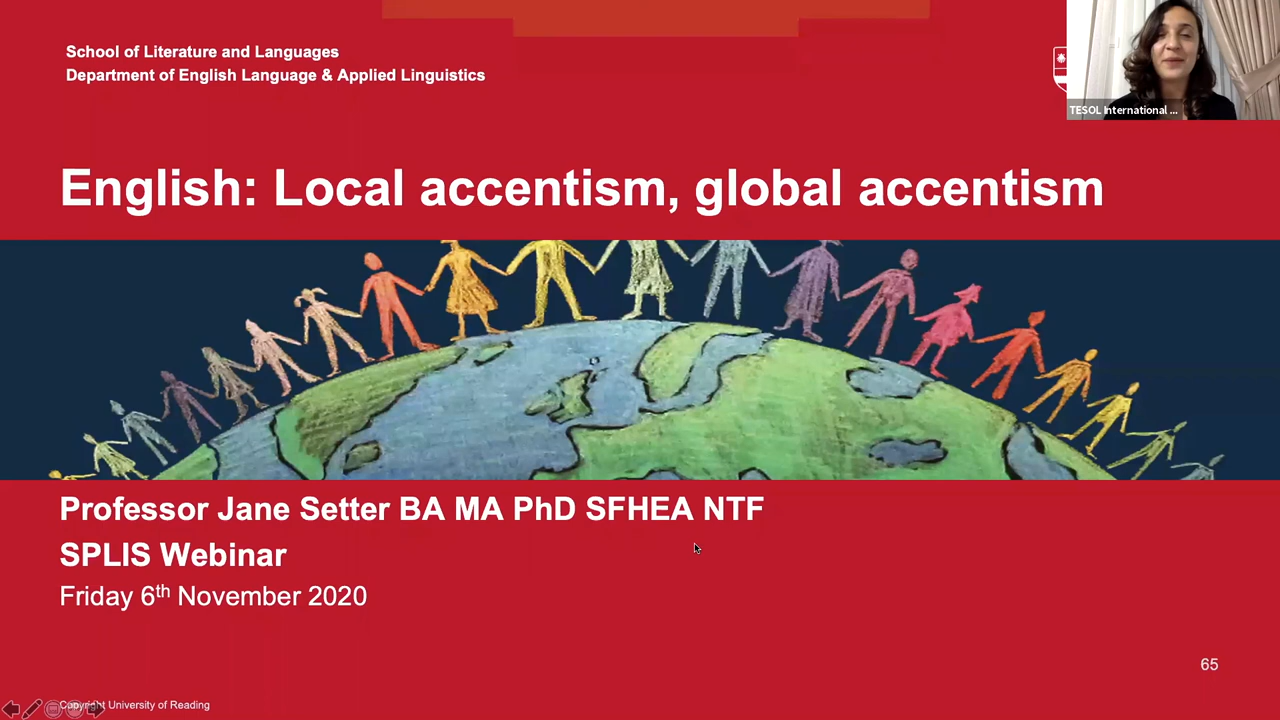 School of Literature and Languages
Department of English Language & Applied Linguistics
TESOL International ...
English: Local accentism, global accentism
Professor Jane Setter BA MA PhD SFHEA NTF
SPLIS Webinar
Friday 6th November 2020
65
Copyright University of Reading